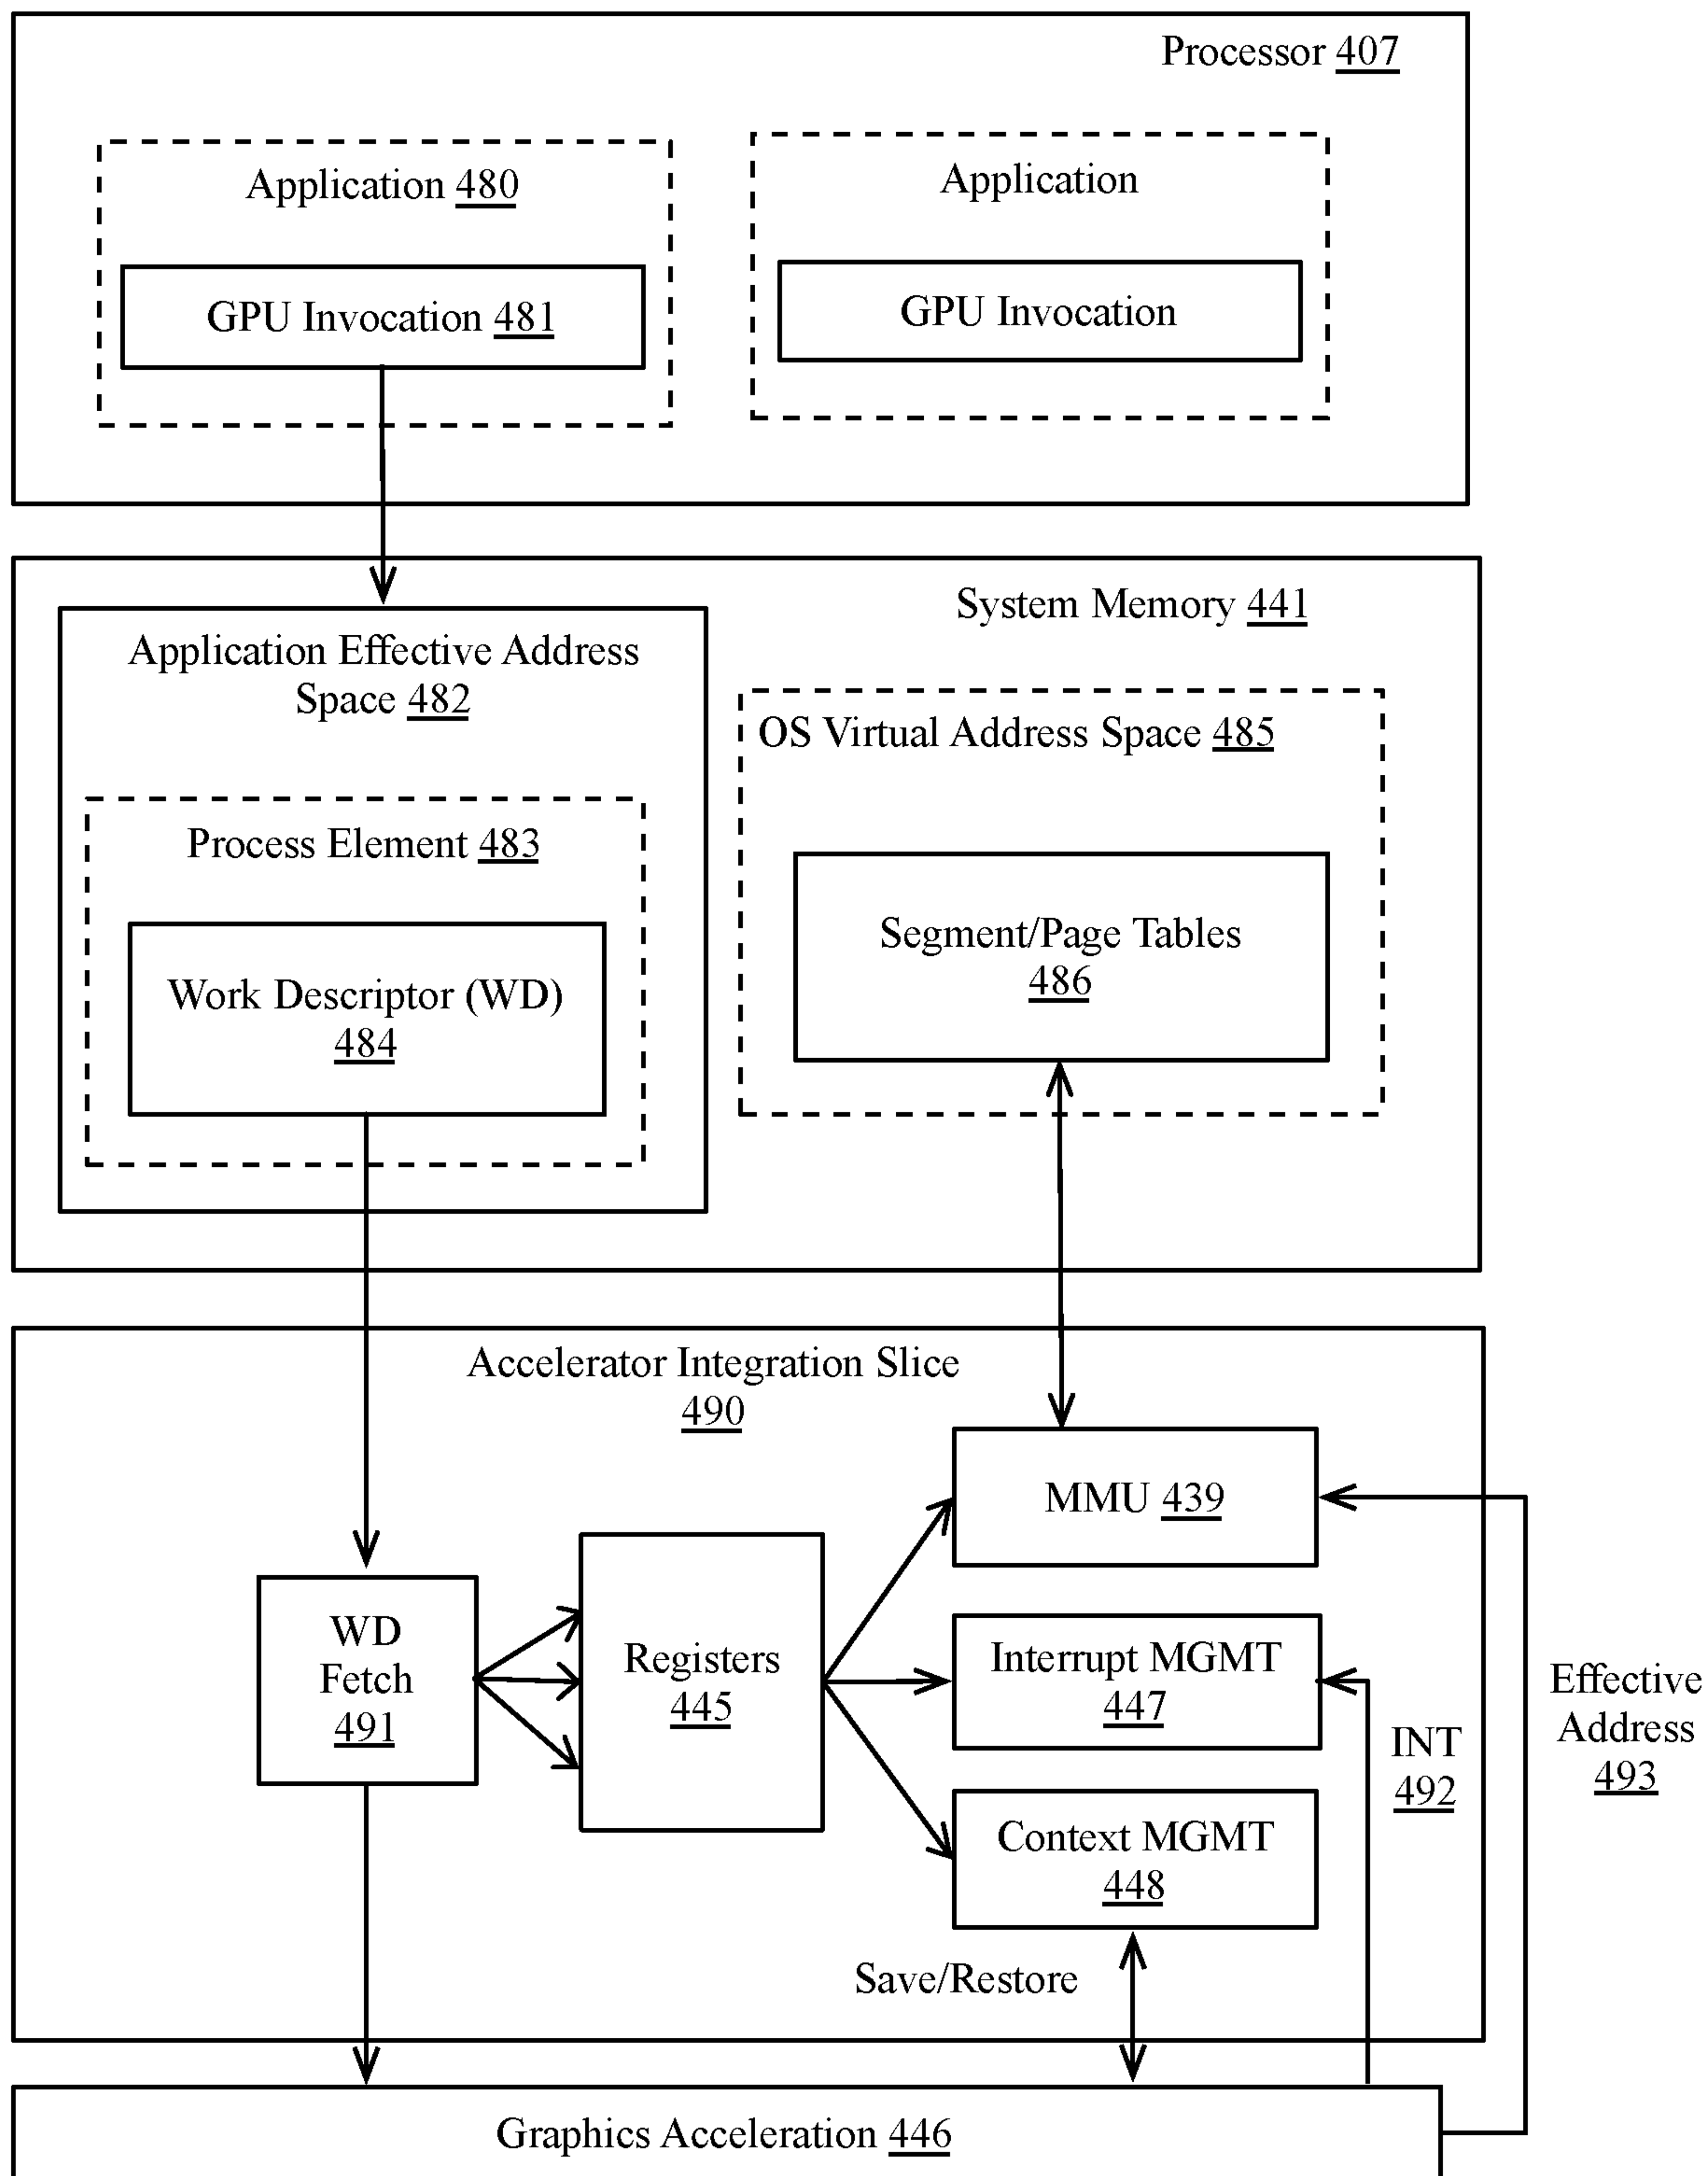 Processor 407
Application 480
Application
GPU Invocation 481
GPU Invocation
System Memory 441
Application Effective Address
Space 482
OS Virtual Address Space 485
Process Element 483
Segment/Page Tables
486
Work Descriptor (WD)
484
Accelerator Integration Slice
490
MMU 439
WD
Fetch
491
Registers
445
Interrupt MGMT
447
Effective
Address
493
INT
492
Context MGMT
448
Save/Restore
Graphics Acceleration 446